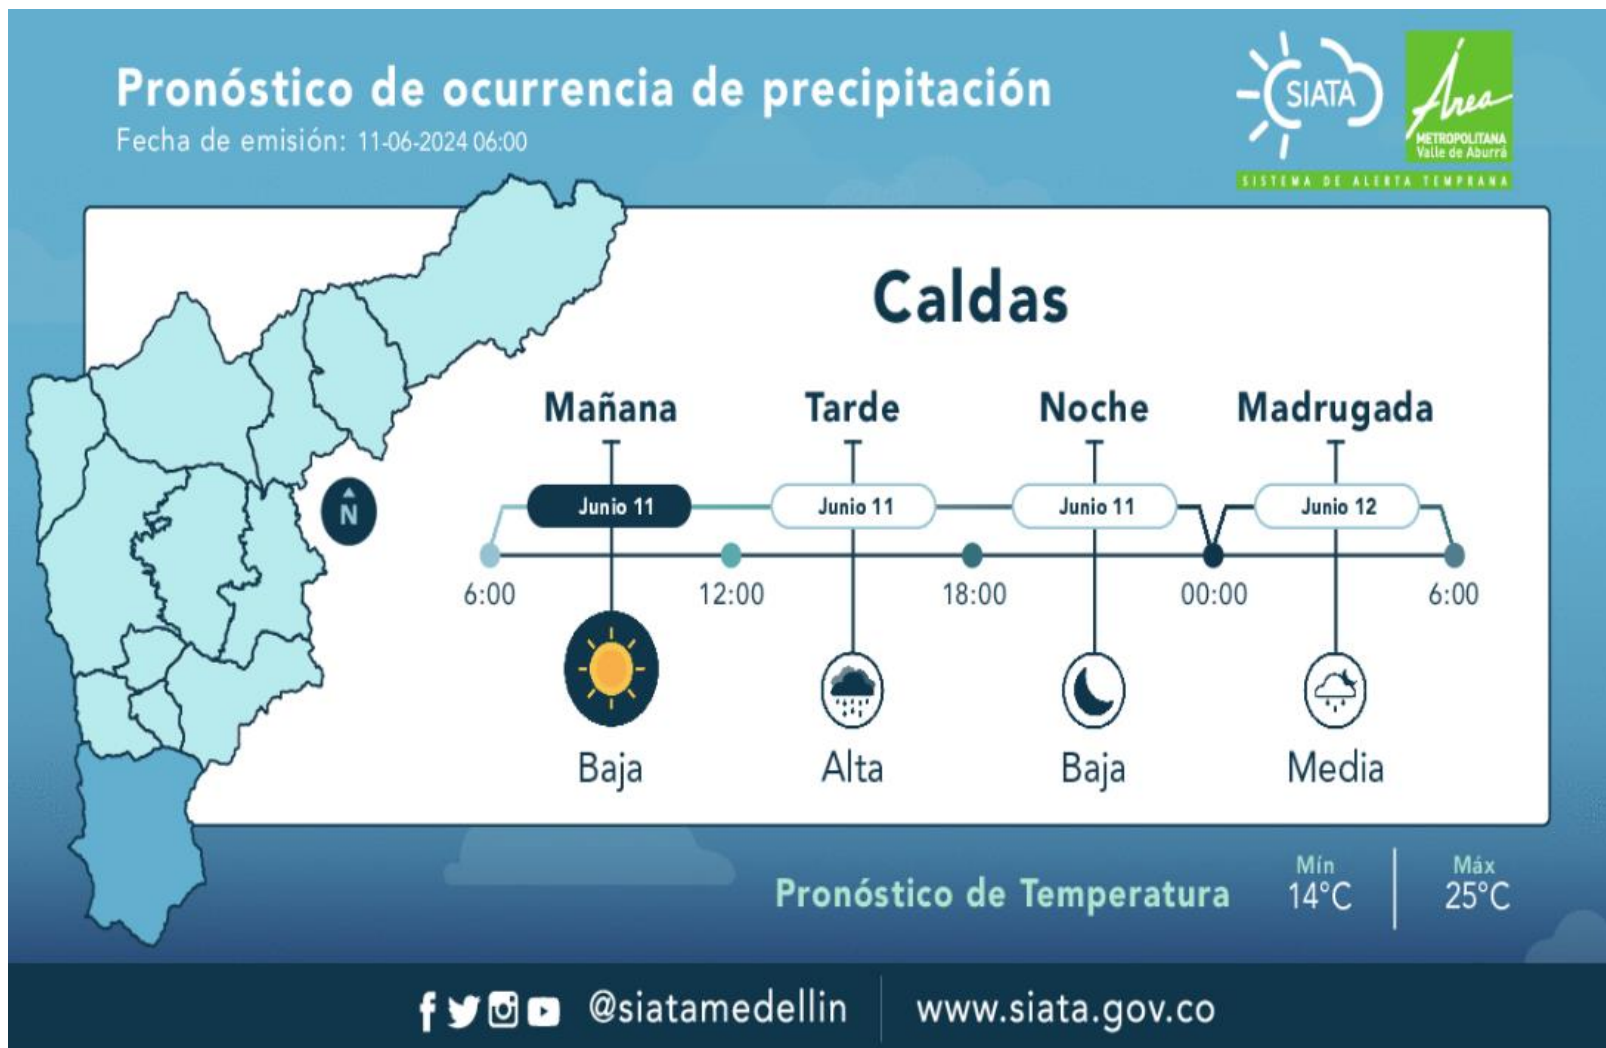 Pronóstico de ocurrencia de precipitación
Fecha de emisión: 11-06-2024 06:00
SIATA
Área
METROPOLITANA
Valle de Aburrá
SISTEMA DE ALERTA TEMPRANA
Caldas
Mañana Tarde Noche Madrugada
Junio 11 Junio 11 Junio 11 Junio 12
N
6:00 12:00 18:00 00:00 6:00
Baja Alta Baja Media
Pronóstico de Temperatura
Mín Máx
14°C 25°C
@siatamedellin www.siata.gov.co